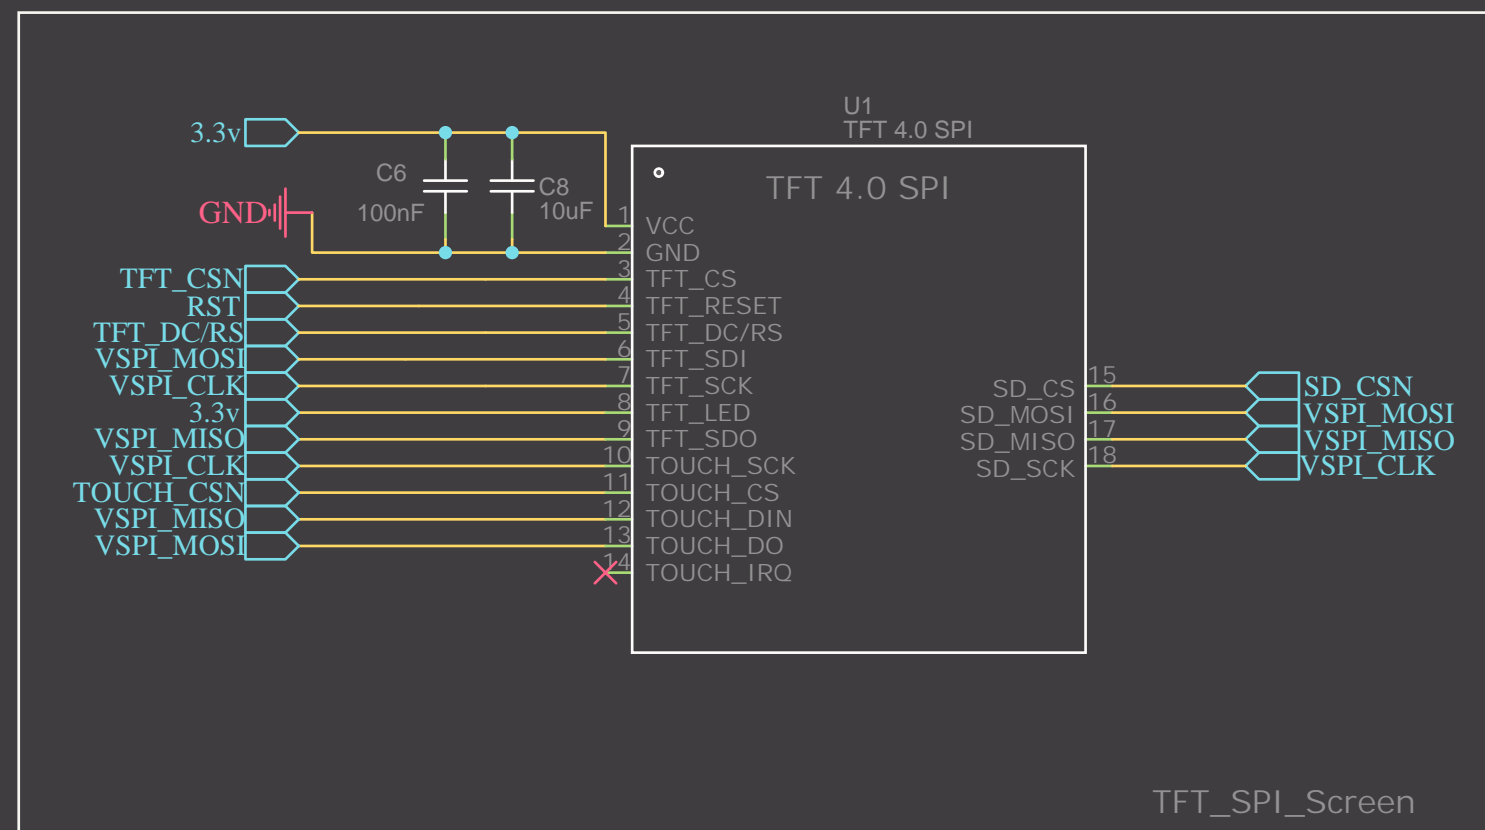 U1
TFT 4.0 SPI
3.3v
C6
100nF
C8
10uF
GND
TFT 4.0 SPI
1 VCC
2 GND
TFT_CSN 3 TFT_CS
RST 4 TFT_RESET
TFT_DC/RS 5 TFT_DC/RS
VSPI_MOSI 6 TFT_SDI
VSPI_CLK 7 TFT_SCK
3.3v 8 TFT_LED
VSPI_MISO 9 TFT_SDO
VSPI_CLK 10 TOUCH_SCK
TOUCH_CSN 11 TOUCH_CS
VSPI_MISO 12 TOUCH_DIN
VSPI_MOSI 13 TOUCH_DO
14 TOUCH_IRQ
SD_CS 15 SD_CSN
SD_MOSI 16 VSPI_MOSI
SD_MISO 17 VSPI_MISO
SD_SCK 18 VSPI_CLK
TFT_SPI_Screen